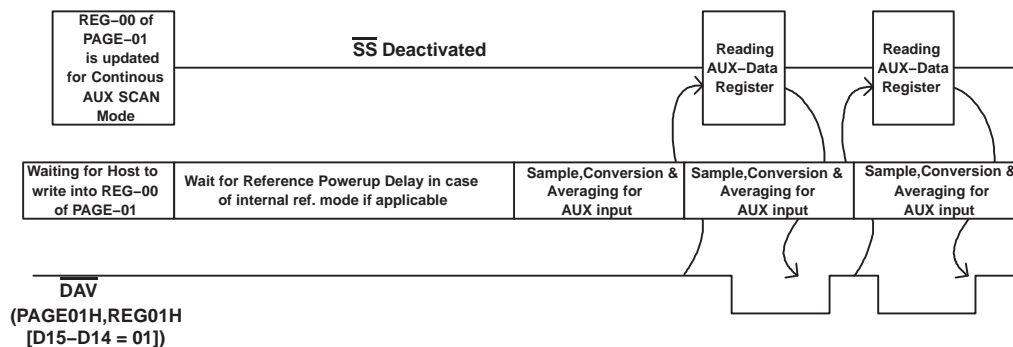 REG–00 of
PAGE–01
is updated
for Continous
AUX SCAN
Mode
SS Deactivated
Reading
AUX–Data
Register
Reading
AUX–Data
Register
Waiting for Host to
write into REG–00
of PAGE–01
Wait for Reference Powerup Delay in case
of internal ref. mode if applicable
Sample,Conversion &
Averaging for
AUX input
Sample,Conversion &
Averaging for
AUX input
Sample,Conversion &
Averaging for
AUX input
DAV
(PAGE01H,REG01H
[D15–D14 = 01])